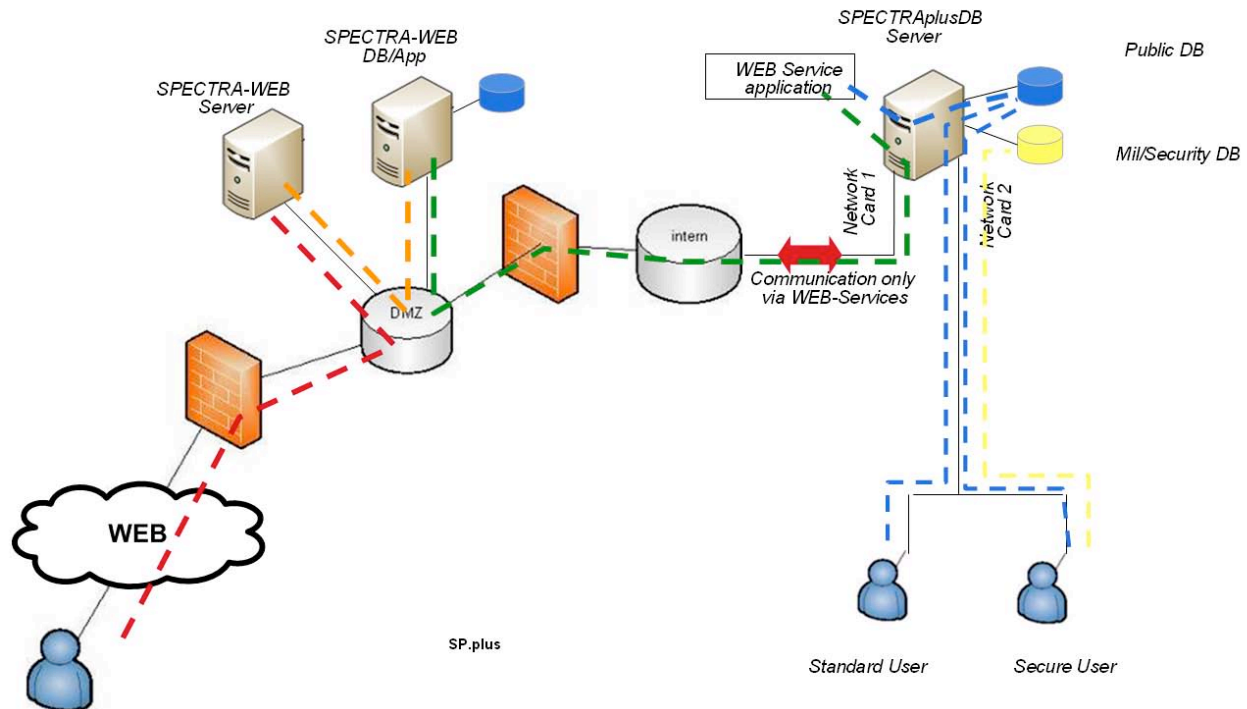 SPECTRAplusDB
Server
SPECTRA-WEB
DB/App
Public DB
WEB Service
application
SPECTRA-WEB
Server
Mil/Security DB
Network
Card 1
Network
Card 2
intern
Communication only
via WEB-Services
DMZ
WEB
SP.plus
Standard User
Secure User